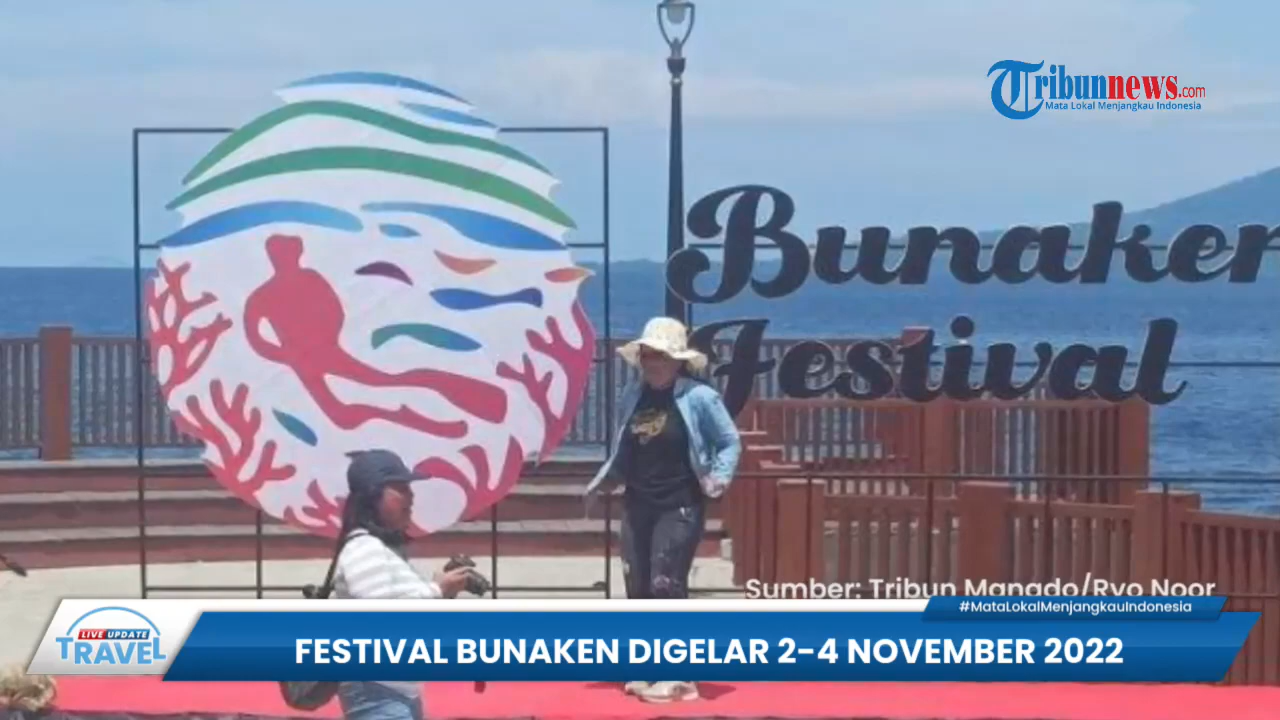 Tribunnews.com
Mata Lokal Menjangkau Indonesia
Bunaken
Festival
Sumber: Tribun Manado/Ryo Noor
#MataLokalMenjangkauIndonesia
LIVE UPDATE
TRAVEL
FESTIVAL BUNAKEN DIGELAR 2-4 NOVEMBER 2022